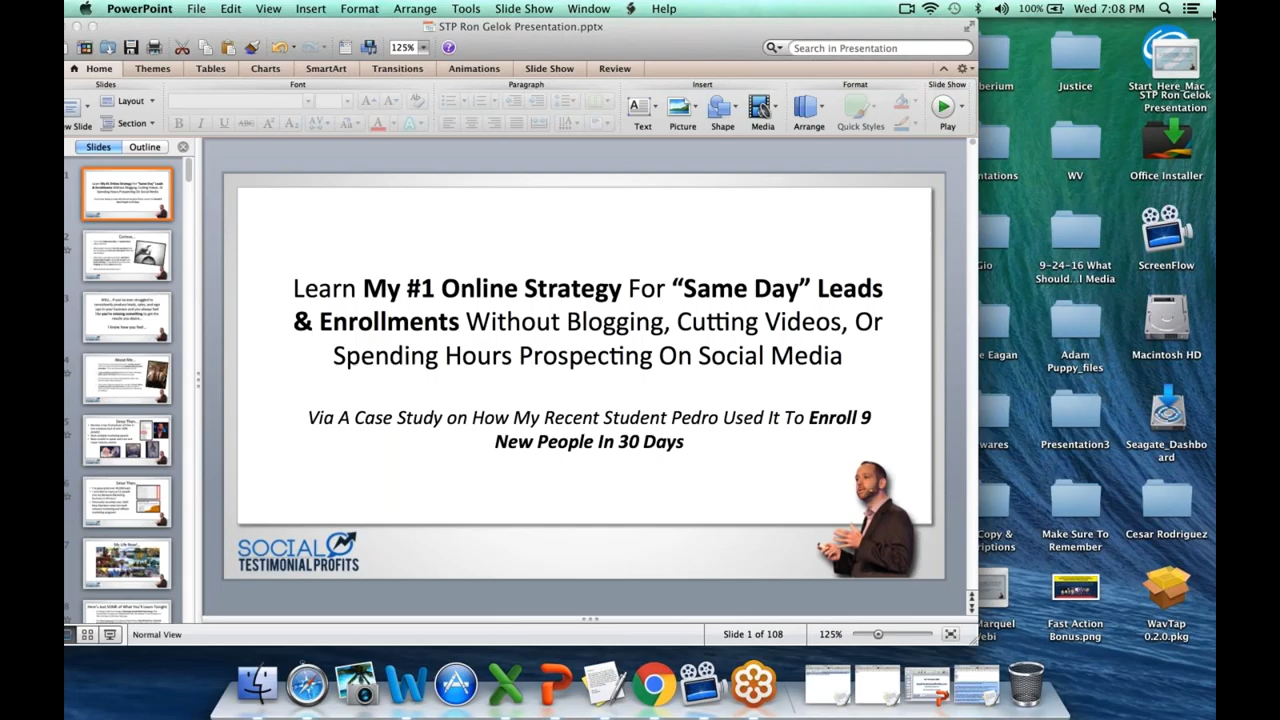 PowerPoint File Edit View Insert Format Arrange Tools Slide Show Window Help 100% Wed 7:08 PM
STP Ron Gelok Presentation.pptx
125% Search in Presentation
Home Themes Tables Charts SmartArt Transitions Animations Slide Show Review
Slides Font Paragraph Insert Format Slide Show
Layout
Section
Text Picture Shape Media Arrange Quick Styles Play
Slides Outline
Learn My #1 Online Strategy For “Same Day” Leads
& Enrollments Without Blogging, Cutting Videos, Or
Spending Hours Prospecting On Social Media
Via A Case Study on How My Recent Student Pedro Used It To Enroll 9
New People In 30 Days
SOCIAL
TESTIMONIAL PROFITS
Normal View Slide 1 of 108 125%
Justice
Start_Here_Mac
STP Ron Gelok
Presentation
WV
Office Installer
9-24-16 What
Should...l Media
ScreenFlow
Adam
Puppy_files
Macintosh HD
Presentation3
Seagate_Dashbo
ard
Make Sure To
Remember
Cesar Rodriguez
Fast Action
Bonus.png
WavTap
0.2.0.pkg